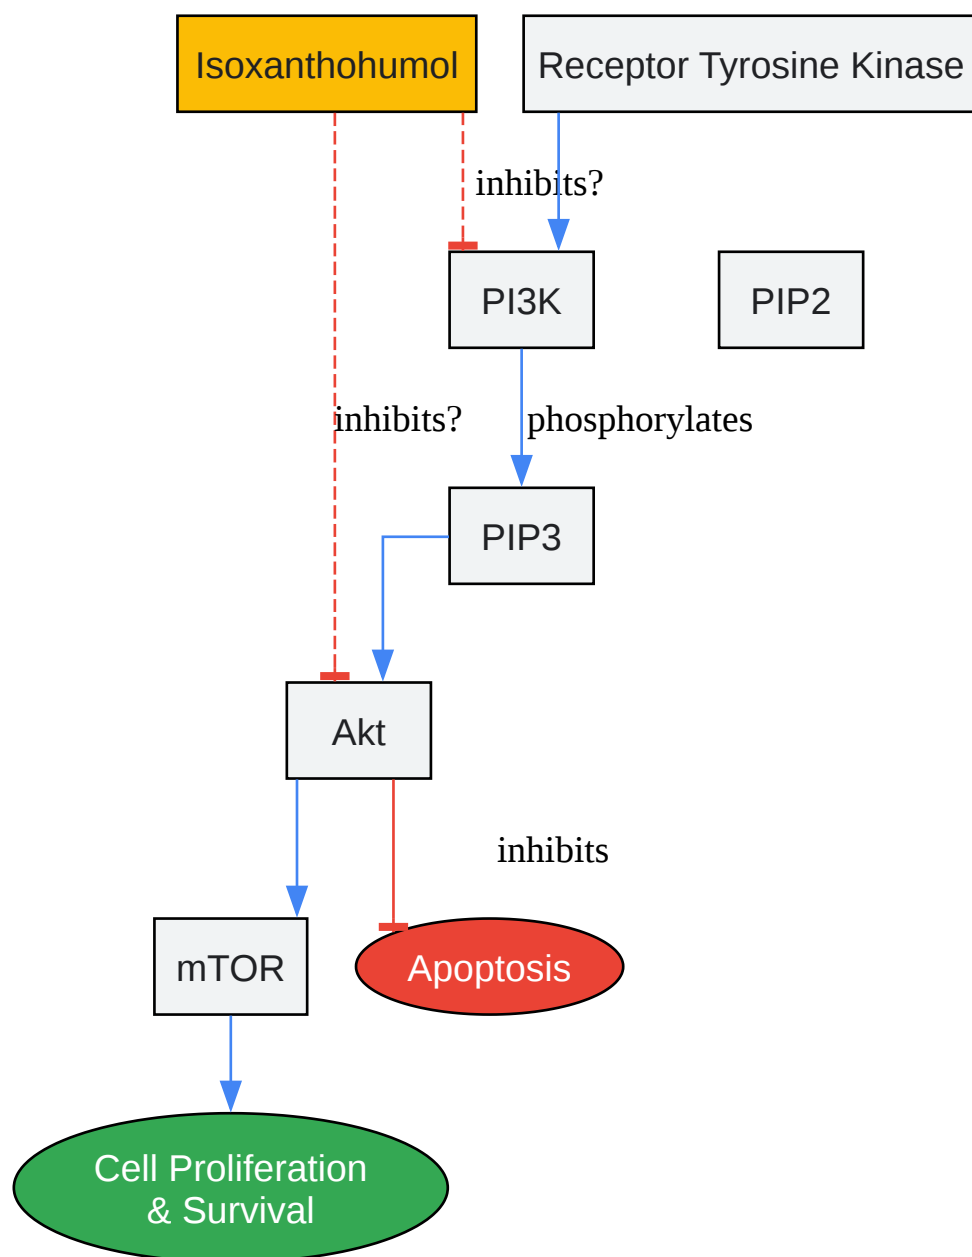 Isoxanthohumol
Receptor Tyrosine Kinase
inhibits?
PI3K
PIP2
inhibits?
phosphorylates
PIP3
Akt
inhibits
mTOR
Apoptosis
Cell Proliferation
& Survival